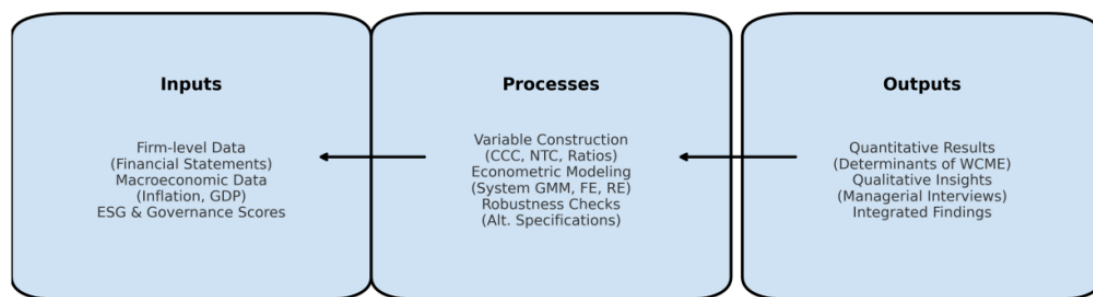 Inputs
Firm-level Data
(Financial Statements)
Macroeconomic Data
(Inflation, GDP)
ESG & Governance Scores
Processes
Variable Construction
(CCC, NTC, Ratios)
Econometric Modeling
(System GMM, FE, RE)
Robustness Checks
(Alt. Specifications)
Outputs
Quantitative Results
(Determinants of WCME)
Qualitative Insights
(Managerial Interviews)
Integrated Findings